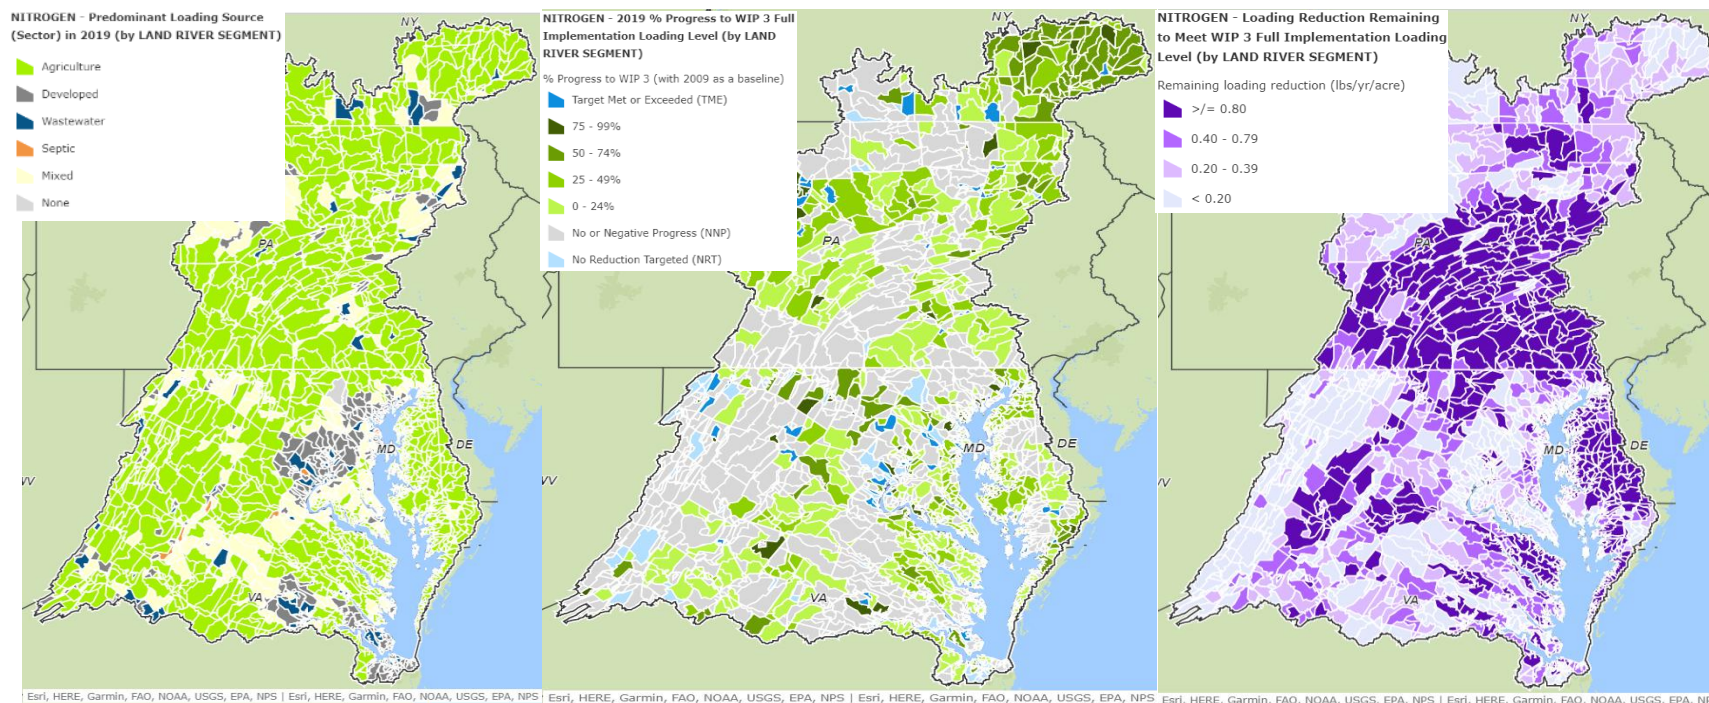 NITROGEN - Predominant Loading Source
(Sector) in 2019 (by LAND RIVER SEGMENT)
Agriculture
Developed
Wastewater
Septic
Mixed
None
NY
PA
MD
DE
WV
VA
Esri, HERE, Garmin, FAO, NOAA, USGS, EPA, NPS | Esri, HERE, Garmin, FAO, NOAA, USGS, EPA, NPS
NITROGEN - 2019 % Progress to WIP 3 Full
Implementation Loading Level (by LAND
RIVER SEGMENT)
% Progress to WIP 3 (with 2009 as a baseline)
Target Met or Exceeded (TME)
75 - 99%
50 - 74%
25 - 49%
0 - 24%
No or Negative Progress (NNP)
No Reduction Targeted (NRT)
NY
PA
MD
DE
VV
VA
Esri, HERE, Garmin, FAO, NOAA, USGS, EPA, NPS | Esri, HERE, Garmin, FAO, NOAA, USGS, EPA, NPS
NITROGEN - Loading Reduction Remaining
to Meet WIP 3 Full Implementation Loading
Level (by LAND RIVER SEGMENT)
Remaining loading reduction (lbs/yr/acre)
>/= 0.80
0.40 - 0.79
0.20 - 0.39
< 0.20
NY
PA
MD
DE
VV
VA
Esri, HERE, Garmin, FAO, NOAA, USGS, EPA, NPS | Esri, HERE, Garmin, FAO, NOAA, USGS, EPA, NP